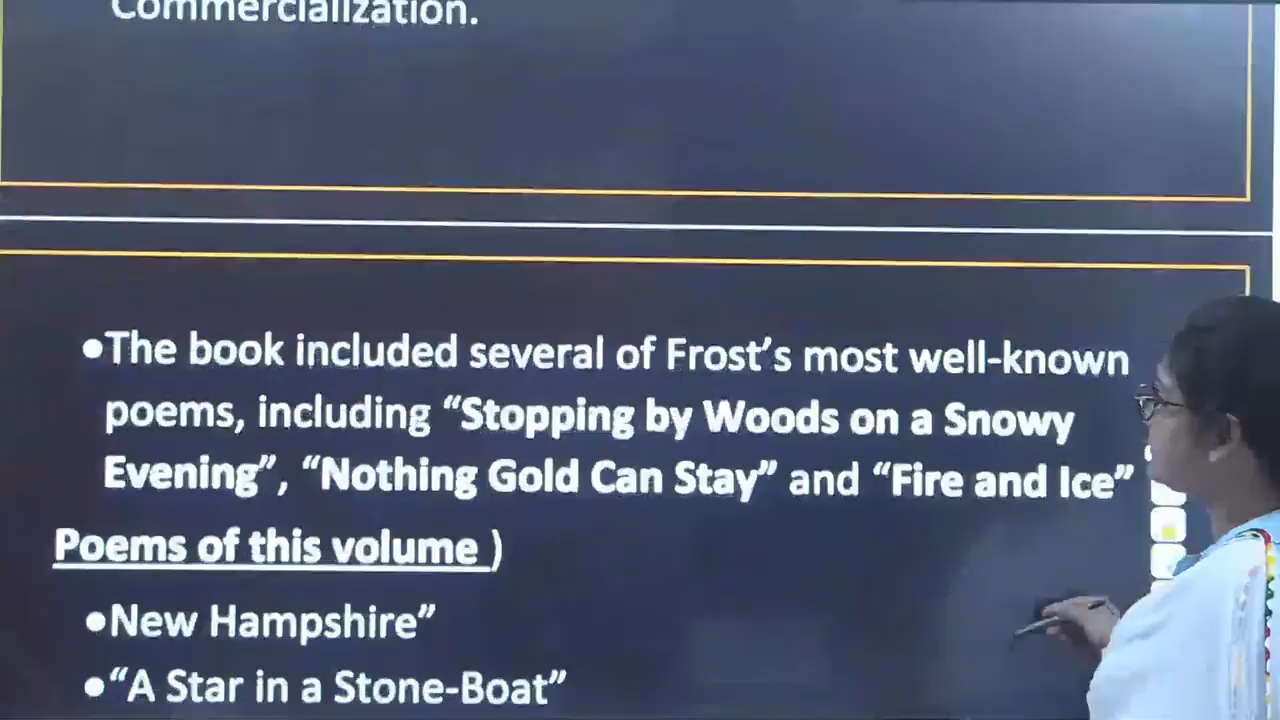 Commercialization.
•The book included several of Frost’s most well-known
poems, including “Stopping by Woods on a Snowy
Evening”, “Nothing Gold Can Stay” and “Fire and Ice”
Poems of this volume )
•New Hampshire”
•“A Star in a Stone-Boat”